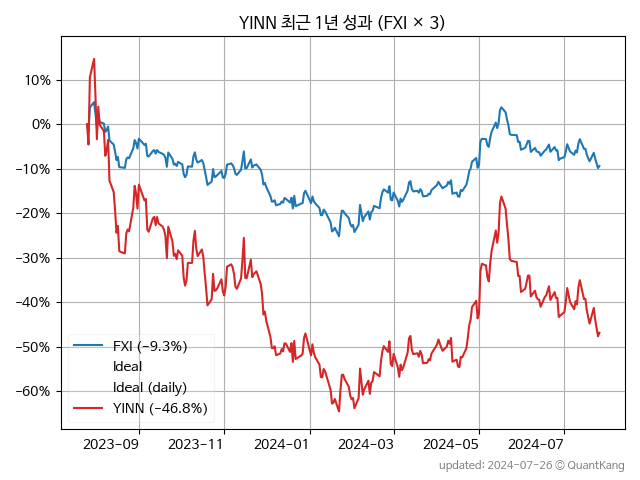 YINN 최근 1년 성과 (FXI × 3)
10%
0%
−10%
−20%
−30%
−40%
−50%
−60%
FXI (−9.3%)
Ideal
Ideal (daily)
YINN (−46.8%)
2023−09
2023−11
2024−01
2024−03
2024−05
2024−07
updated: 2024-07-26 © QuantKang